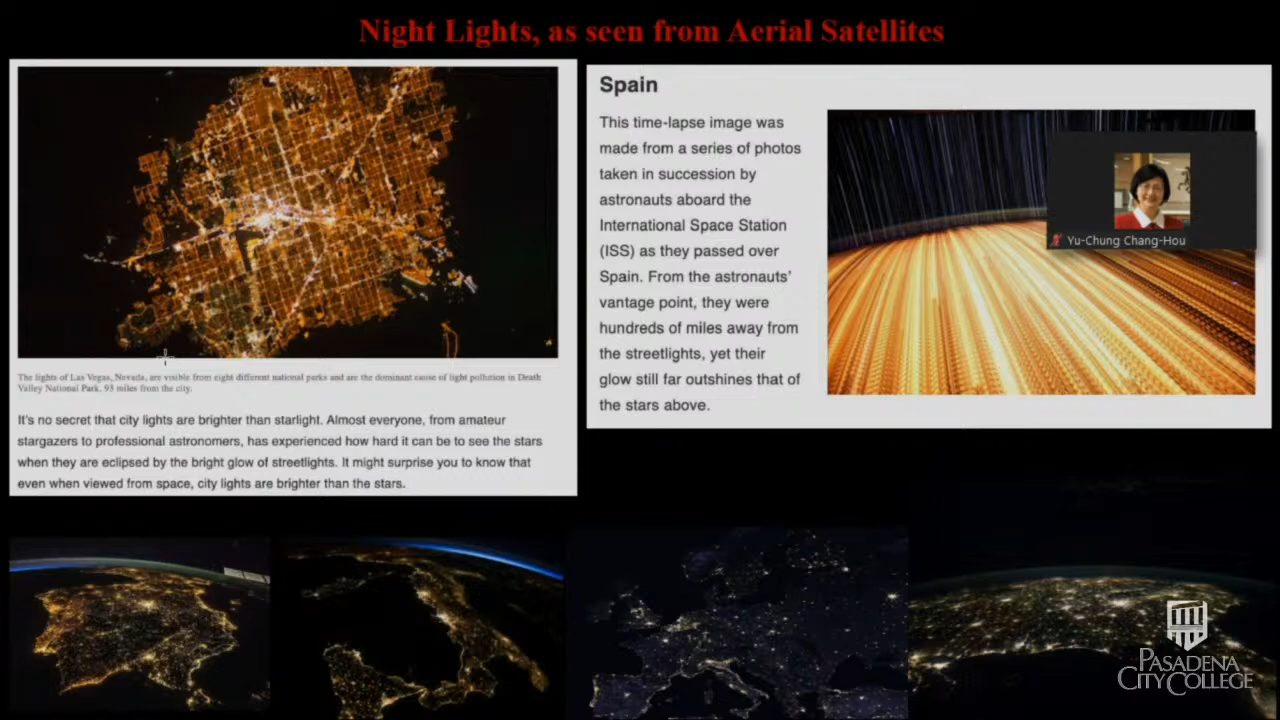 Night Lights, as seen from Aerial Satellites
The lights of Las Vegas, Nevada, are visible from eight different national parks and are the dominant cause of light pollution in Death
Valley National Park, 93 miles from the city.
It's no secret that city lights are brighter than starlight. Almost everyone, from amateur
stargazers to professional astronomers, has experienced how hard it can be to see the stars
when they are eclipsed by the bright glow of streetlights. It might surprise you to know that
even when viewed from space, city lights are brighter than the stars.
Spain
This time-lapse image was
made from a series of photos
taken in succession by
astronauts aboard the
International Space Station
(ISS) as they passed over
Spain. From the astronauts'
vantage point, they were
hundreds of miles away from
the streetlights, yet their
glow still far outshines that of
the stars above.
Yu-Chung Chang-Hou
PASADENA
CITY COLLEGE